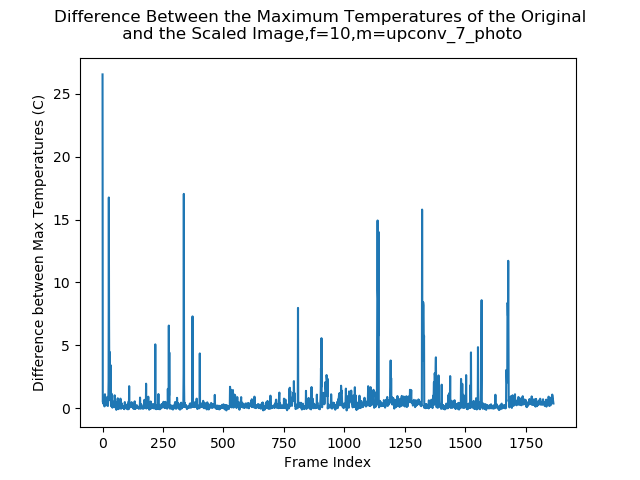 Difference Between the Maximum Temperatures of the Original
and the Scaled Image,f=10,m=upconv_7_photo
Difference between Max Temperatures (C)
25
20
15
10
5
0
0 250 500 750 1000 1250 1500 1750
Frame Index